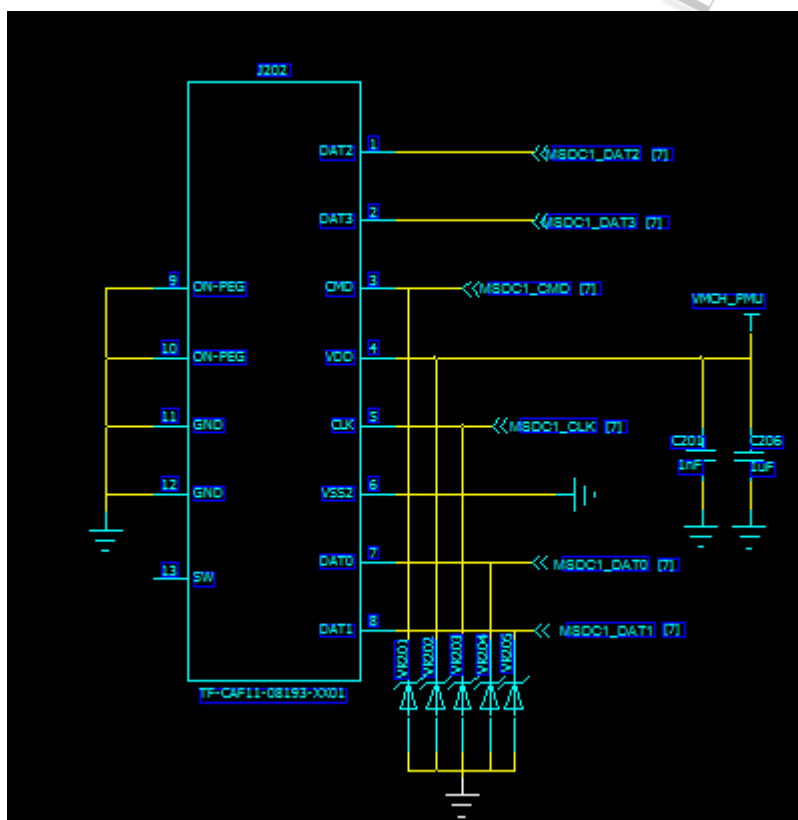 J202
DAT2 1 MSDC1_DAT2 [7]
DAT3 2 MSDC1_DAT3 [7]
9 ON-PEG CMD 3 MSDC1_CMD [7]
VMCH_PMU
10 ON-PEG VDD 4
11 GND CLK 5 MSDC1_CLK [7]
C201 C206
1nF 1uF
12 GND VSS2 6
DAT0 7 MSDC1_DAT0 [7]
13 SW
DAT1 8 MSDC1_DAT1 [7]
VR201 VR202 VR203 VR204 VR205
TF-CAF11-08193-XX01